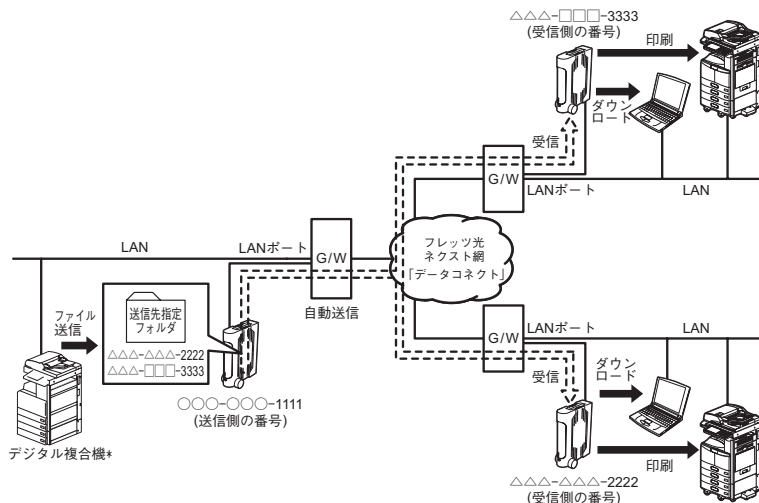 △△△-□□□-3333
(受信側の番号)
印刷
ダウン
ロード
受信
G/W
LANポート
LAN
LAN
LANポート
G/W
自動送信
フレッツ光
ネクスト網
「データコネクト」
ファイル
送信
送信先指定
フォルダ
△△△-△△△-2222
△△△-□□□-3333
○○○-○○○-1111
(送信側の番号)
デジタル複合機*
G/W
LANポート
LAN
受信
ダウン
ロード
印刷
△△△-△△△-2222
(受信側の番号)